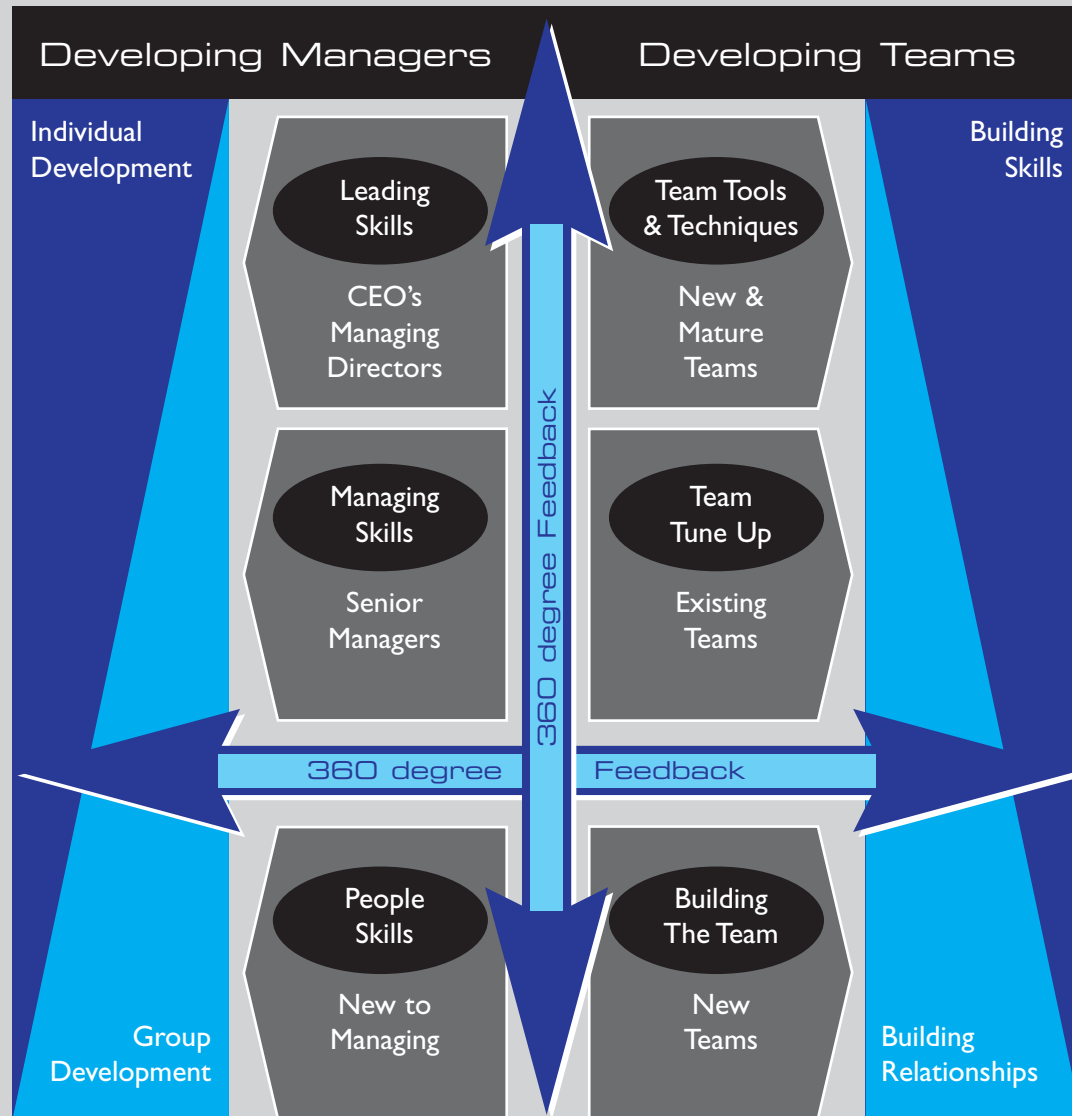 Developing Managers
Developing Teams
Individual
Development
Building
Skills
Leading
Skills
CEO’s
Managing
Directors
Team Tools
& Techniques
New &
Mature
Teams
360 degree Feedback
Managing
Skills
Senior
Managers
Team
Tune Up
Existing
Teams
360 degree Feedback
People
Skills
New to
Managing
Building
The Team
New
Teams
Group
Development
Building
Relationships